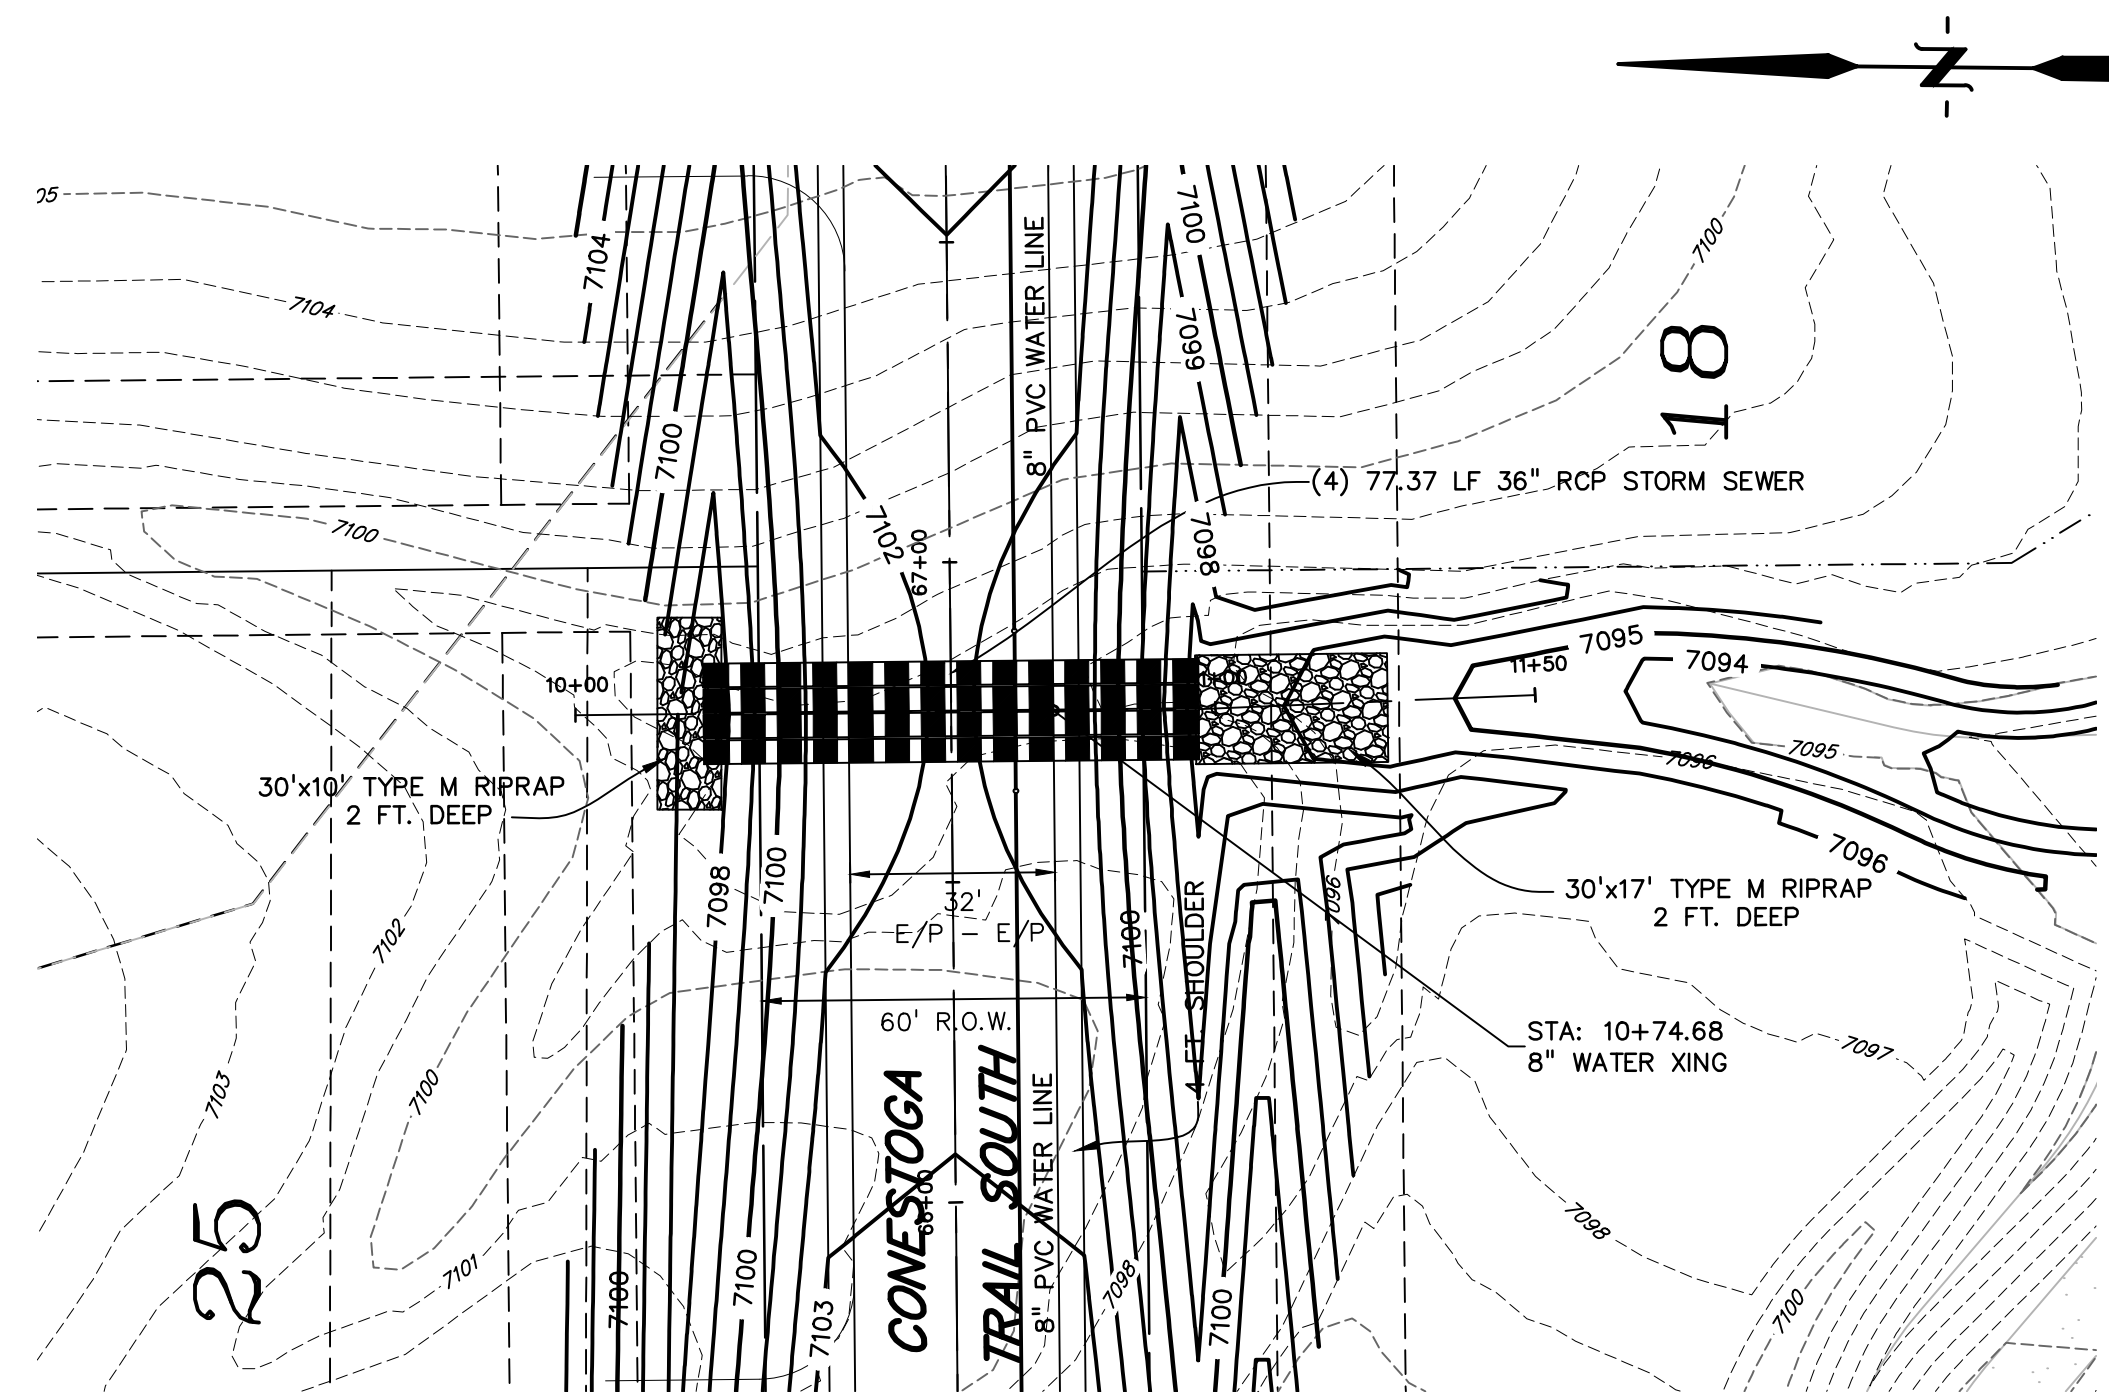 N
05
7104
7104
7100
7099
7100
8" PVC WATER LINE
18
7100
7100
7102
67+00
7098
(4) 77.37 LF 36" RCP STORM SEWER
7095
7094
11+50
10+00
7095
7096
30'x10' TYPE M RIPRAP
2 FT. DEEP
7098
7100
32'
E/P - E/P
7100
4 FT. SHOULDER
7096
7096
30'x17' TYPE M RIPRAP
2 FT. DEEP
7102
7103
7100
60' R.O.W.
STA: 10+74.68
8" WATER XING
7097
CONESTOGA
TRAIL SOUTH
8" PVC WATER LINE
68+00
25
7101
7100
7100
7103
7098
7100
7098
7100